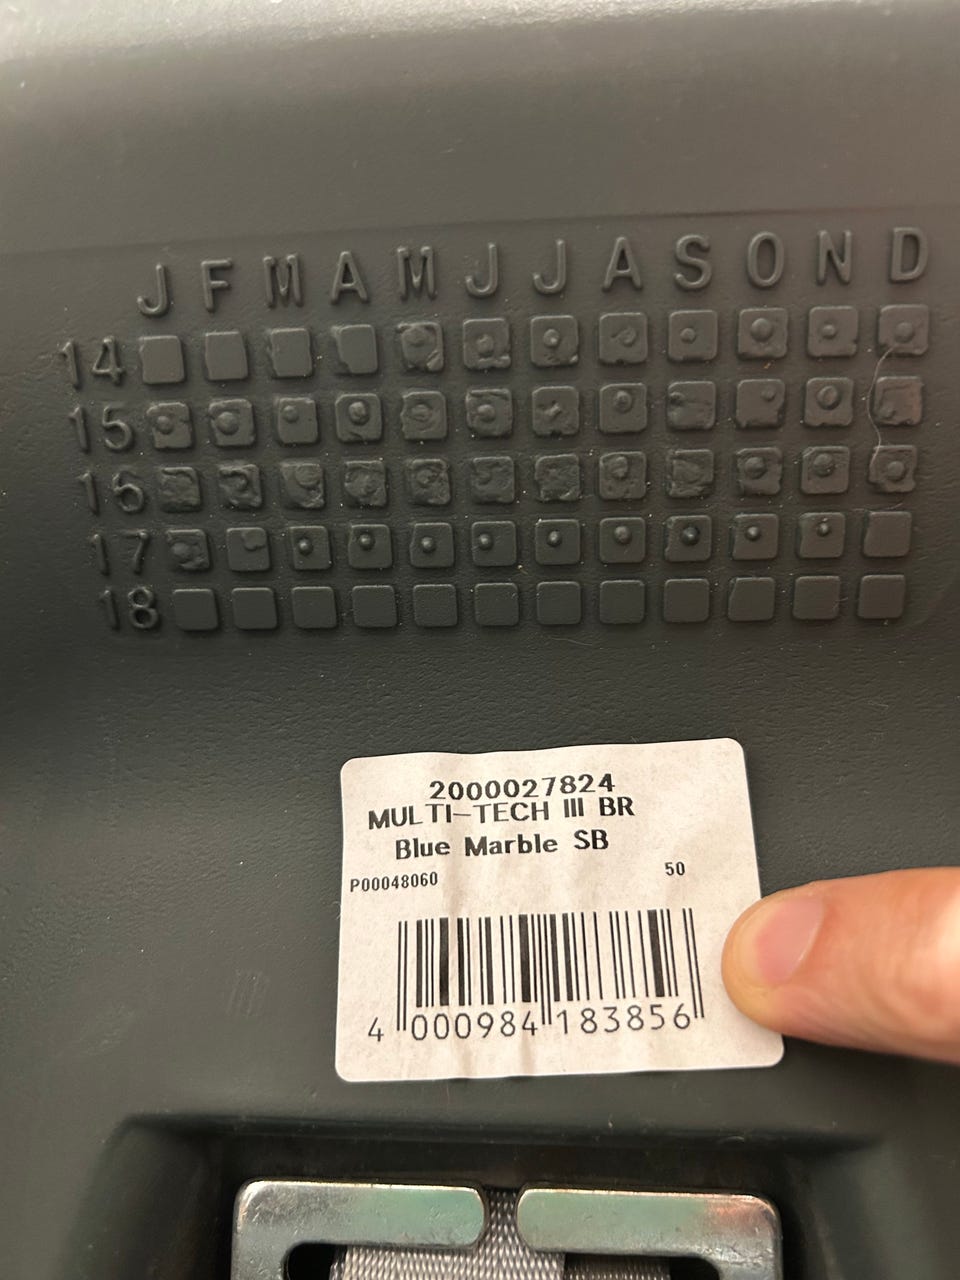 J F M A M J J A S O N D
14
15
16
17
18
2000027824
MULTI-TECH III BR
Blue Marble SB
P00048060 50
4 000984 183856